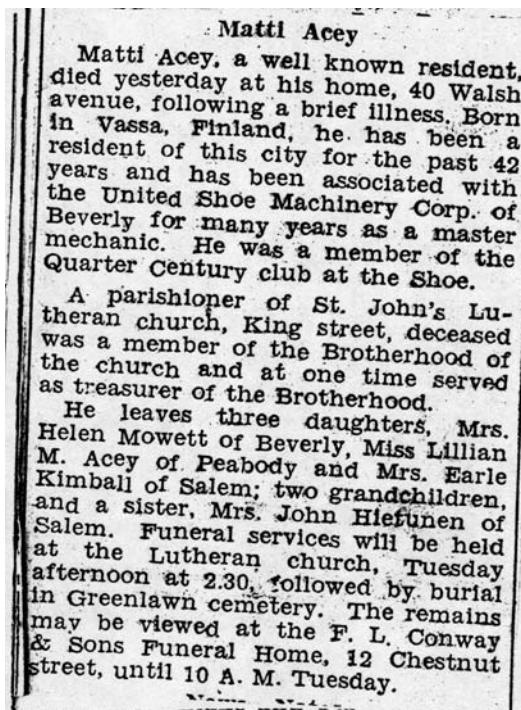 Matti Acey
Matti Acey, a well known resident,
died yesterday at his home, 40 Walsh
avenue, following a brief illness. Born
in Vassa, Finland, he has been a
resident of this city for the past 42
years and has been associated with
the United Shoe Machinery Corp. of
Beverly for many years as a master
mechanic. He was a member of the
Quarter Century club at the Shoe.
A parishioner of St. John's Lu-
theran church, King street, deceased
was a member of the Brotherhood of
the church and at one time served
as treasurer of the Brotherhood.
He leaves three daughters, Mrs.
Helen Mowett of Beverly, Miss Lillian
M. Acey of Peabody and Mrs. Earle
Kimball of Salem; two grandchildren,
and a sister, Mrs. John Hiefunen of
Salem. Funeral services will be held
at the Lutheran church, Tuesday
afternoon at 2.30, followed by burial
in Greenlawn cemetery. The remains
may be viewed at the F. L. Conway
& Sons Funeral Home, 12 Chestnut
street, until 10 A. M. Tuesday.